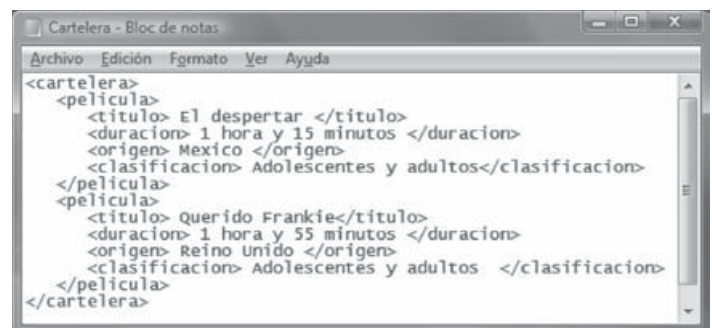 Cartelera - Bloc de notas
Archivo Edición Formato Ver Ayuda
<cartelera>
<pelicula>
<titulo> El despertar </titulo>
<duracion> 1 hora y 15 minutos </duracion>
<origen> Mexico </origen>
<clasificacion> Adolescentes y adultos</clasificacion>
</pelicula>
<pelicula>
<titulo> Querido Frankie</titulo>
<duracion> 1 hora y 55 minutos </duracion>
<origen> Reino Unido </origen>
<clasificacion> Adolescentes y adultos  </clasificacion>
</pelicula>
</cartelera>